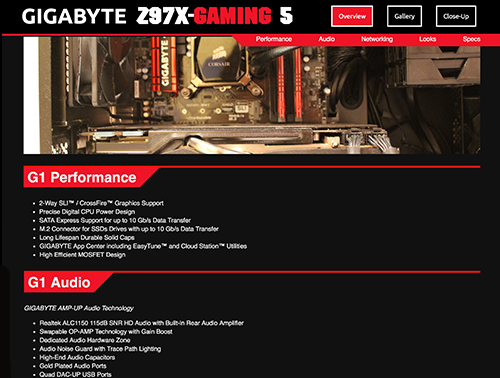 GIGABYTE Z97X-GAMING 5
Overview Gallery Close-Up
Performance Audio Networking Looks Specs
GIGABYTE
CORSAIR
G1 Performance
2-Way SLI™ / CrossFire™ Graphics Support
Precise Digital CPU Power Design
SATA Express Support for up to 10 Gb/s Data Transfer
M.2 Connector for SSDs Drives with up to 10 Gb/s Data Transfer
Long Lifespan Durable Solid Caps
GIGABYTE App Center including EasyTune™ and Cloud Station™ Utilities
High Efficient MOSFET Design
G1 Audio
GIGABYTE AMP-UP Audio Technology
Realtek ALC1150 115dB SNR HD Audio with Built-in Rear Audio Amplifier
Swapable OP-AMP Technology with Gain Boost
Dedicated Audio Hardware Zone
Audio Noise Guard with Trace Path Lighting
High-End Audio Capacitors
Gold Plated Audio Ports
Quad DAC-UP USB Ports